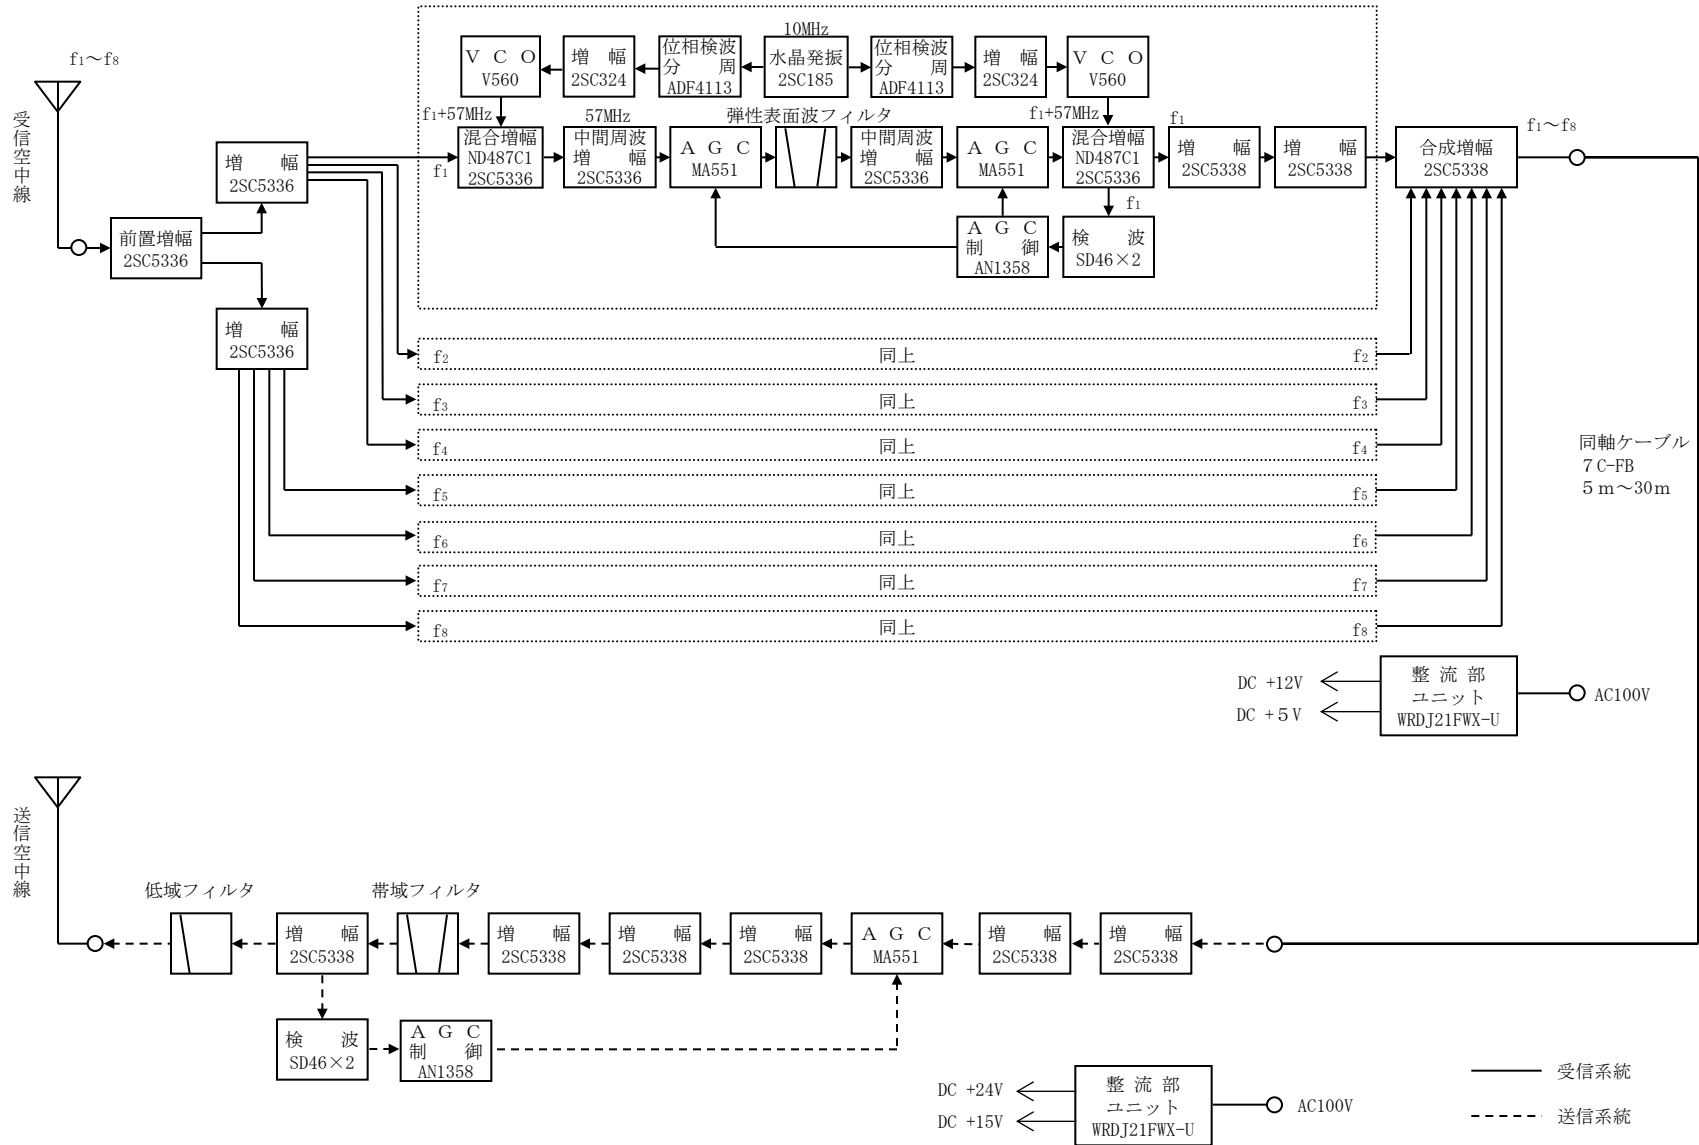 f1～f8
受信空中線
前置増幅
2SC5336
増　幅
2SC5336
増　幅
2SC5336
10MHz
ＶＣＯ
V560
増　幅
2SC324
位相検波
分　周
ADF4113
水晶発振
2SC185
位相検波
分　周
ADF4113
増　幅
2SC324
ＶＣＯ
V560
f1+57MHz
57MHz
弾性表面波フィルタ
f1+57MHz
f1
f1
混合増幅
ND487C1
2SC5336
中間周波
増　幅
2SC5336
ＡＧＣ
MA551
中間周波
増　幅
2SC5336
ＡＧＣ
MA551
混合増幅
ND487C1
2SC5336
増　幅
2SC5338
増　幅
2SC5338
f1
ＡＧＣ
制　御
AN1358
検　波
SD46×2
合成増幅
2SC5338
f1～f8
f2 同上 f2
f3 同上 f3
f4 同上 f4
f5 同上 f5
f6 同上 f6
f7 同上 f7
f8 同上 f8
同軸ケーブル
７C-FB
５ｍ～30ｍ
DC +12V
DC +５V
整 流 部
ユニット
WRDJ21FWX-U
AC100V
送信空中線
低域フィルタ
帯域フィルタ
増　幅
2SC5338
増　幅
2SC5338
増　幅
2SC5338
増　幅
2SC5338
ＡＧＣ
MA551
増　幅
2SC5338
増　幅
2SC5338
検　波
SD46×2
ＡＧＣ
制　御
AN1358
DC +24V
DC +15V
整 流 部
ユニット
WRDJ21FWX-U
AC100V
受信系統
送信系統